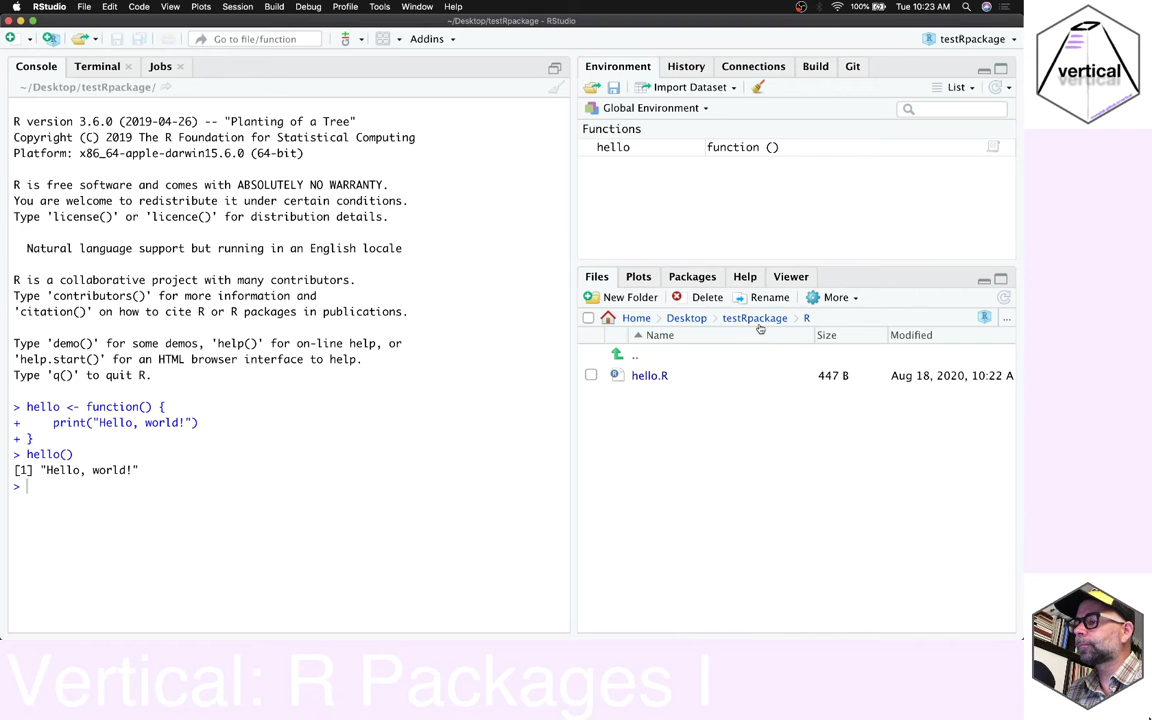 RStudio File Edit Code View Plots Session Build Debug Profile Tools Window Help 100% Tue 10:23 AM
~/Desktop/testRpackage - RStudio
Go to file/function Addins testRpackage
Console Terminal Jobs
~/Desktop/testRpackage/
R version 3.6.0 (2019-04-26) -- "Planting of a Tree"
Copyright (C) 2019 The R Foundation for Statistical Computing
Platform: x86_64-apple-darwin15.6.0 (64-bit)
R is free software and comes with ABSOLUTELY NO WARRANTY.
You are welcome to redistribute it under certain conditions.
Type 'license()' or 'licence()' for distribution details.
Natural language support but running in an English locale
R is a collaborative project with many contributors.
Type 'contributors()' for more information and
'citation()' on how to cite R or R packages in publications.
Type 'demo()' for some demos, 'help()' for on-line help, or
'help.start()' for an HTML browser interface to help.
Type 'q()' to quit R.
> hello <- function() {
+ print("Hello, world!")
+ }
> hello()
[1] "Hello, world!"
>
Environment History Connections Build Git
Import Dataset List
Global Environment
Functions
hello function ()
Files Plots Packages Help Viewer
New Folder Delete Rename More
Home Desktop testRpackage R ...
Name Size Modified
..
hello.R 447 B Aug 18, 2020, 10:22 A
vertical
Vertical: R Packages I